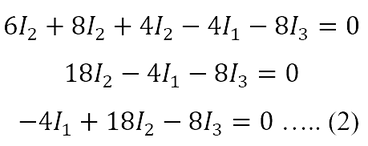 6I₂ + 8I₂ + 4I₂ − 4I₁ − 8I₃ = 0
18I₂ − 4I₁ − 8I₃ = 0
−4I₁ + 18I₂ − 8I₃ = 0 ….. (2)